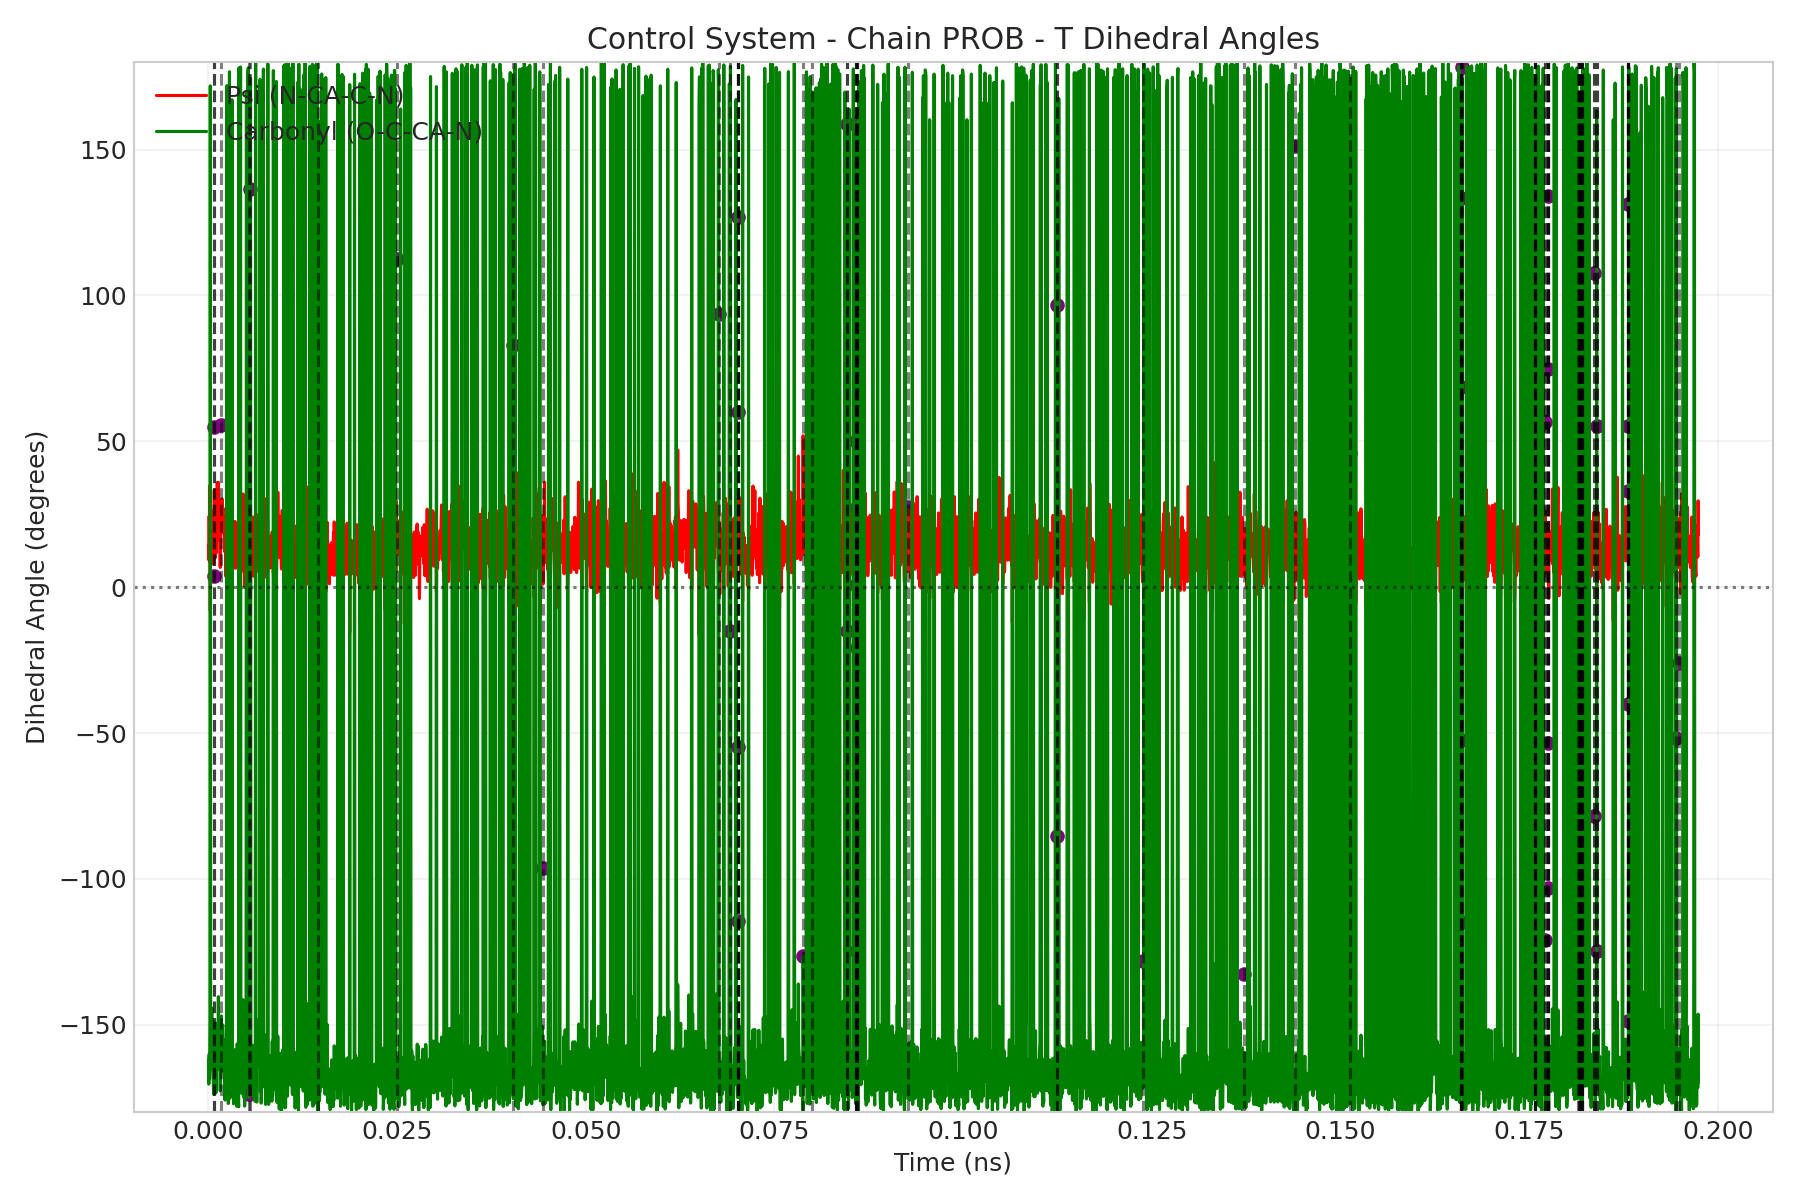 Control System - Chain PROB - T Dihedral Angles
Psi (N-CA-C-N)
Carbonyl (O-C-CA-N)
150
100
50
0
−50
−100
−150
Dihedral Angle (degrees)
0.000 0.025 0.050 0.075 0.100 0.125 0.150 0.175 0.200
Time (ns)